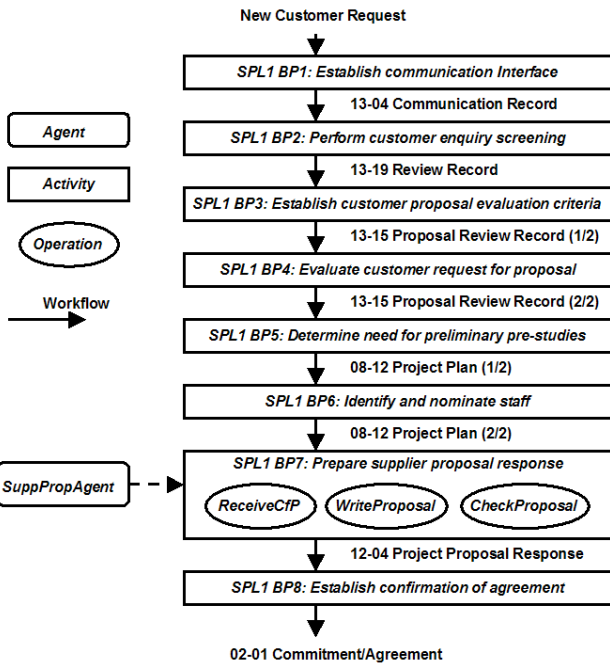 New Customer Request
SPL1 BP1: Establish communication Interface
13-04 Communication Record
Agent
SPL1 BP2: Perform customer enquiry screening
13-19 Review Record
Activity
SPL1 BP3: Establish customer proposal evaluation criteria
13-15 Proposal Review Record (1/2)
Operation
SPL1 BP4: Evaluate customer request for proposal
13-15 Proposal Review Record (2/2)
Workflow
SPL1 BP5: Determine need for preliminary pre-studies
08-12 Project Plan (1/2)
SPL1 BP6: Identify and nominate staff
08-12 Project Plan (2/2)
SPL1 BP7: Prepare supplier proposal response
SuppPropAgent
ReceiveCfP WriteProposal CheckProposal
12-04 Project Proposal Response
SPL1 BP8: Establish confirmation of agreement
02-01 Commitment/Agreement